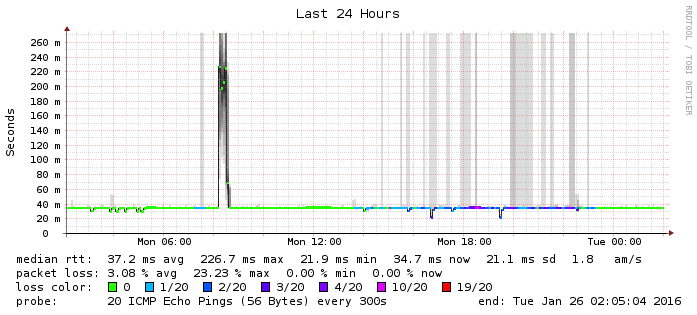 Last 24 Hours
RRDTOOL / TOBI OETIKER
Seconds
260 m
240 m
220 m
200 m
180 m
160 m
140 m
120 m
100 m
80 m
60 m
40 m
20 m
0
Mon 06:00 Mon 12:00 Mon 18:00 Tue 00:00
median rtt: 37.2 ms avg 226.7 ms max 21.9 ms min 34.7 ms now 21.1 ms sd 1.8 am/s
packet loss: 3.08 % avg 23.23 % max 0.00 % min 0.00 % now
loss color: 0 1/20 2/20 3/20 4/20 10/20 19/20
probe: 20 ICMP Echo Pings (56 Bytes) every 300s end: Tue Jan 26 02:05:04 2016